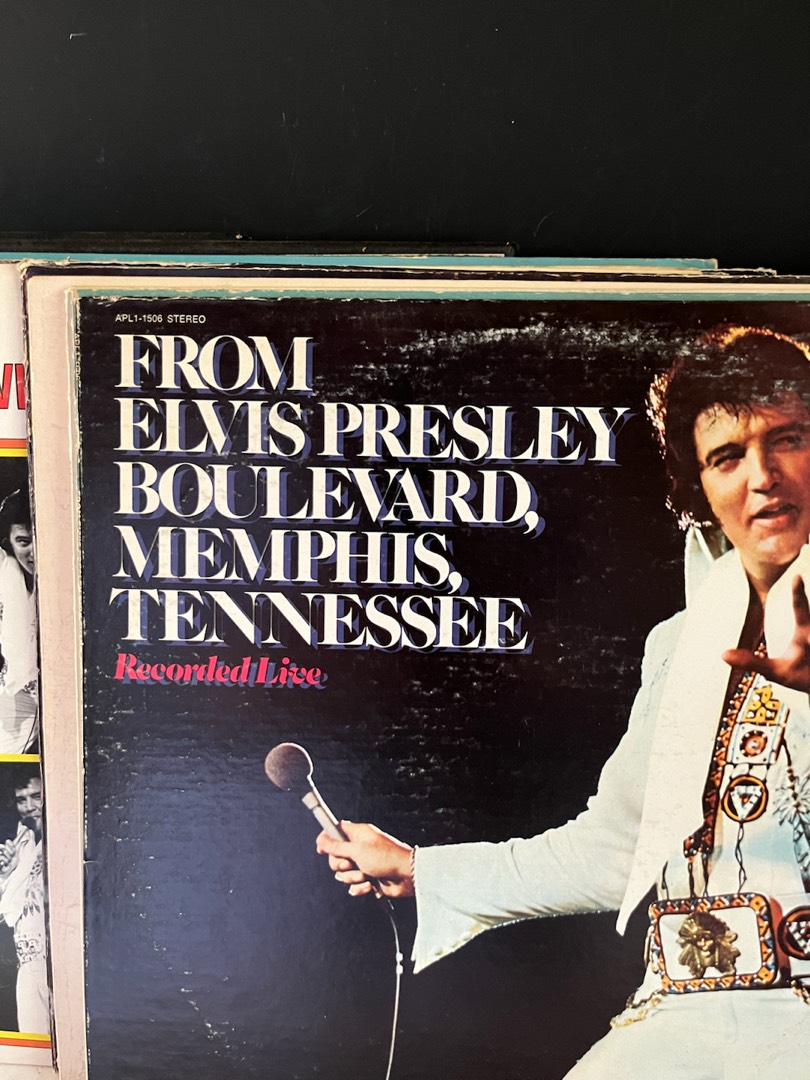 APL1-1506 STEREO
FROM
ELVIS PRESLEY
BOULEVARD,
MEMPHIS,
TENNESSEE
Recorded Live